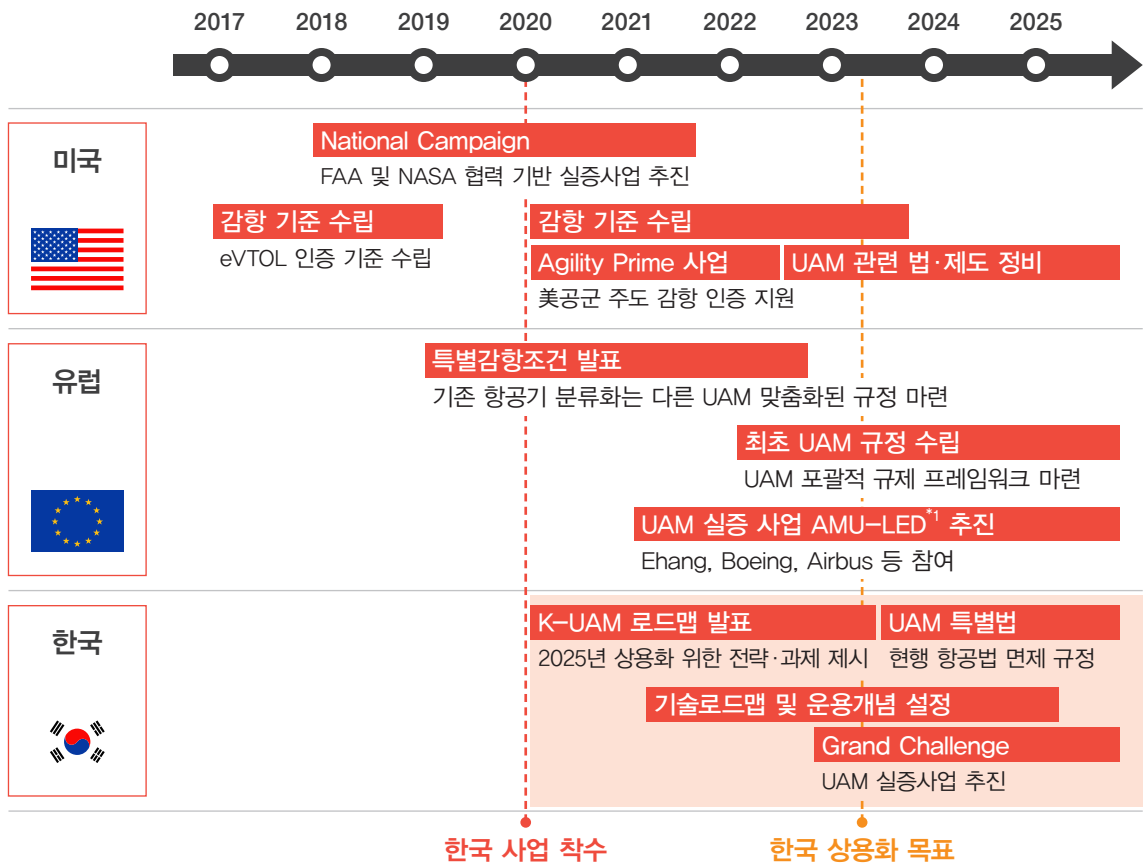 2017 2018 2019 2020 2021 2022 2023 2024 2025
미국
National Campaign
FAA 및 NASA 협력 기반 실증사업 추진
감항 기준 수립
eVTOL 인증 기준 수립
감항 기준 수립
Agility Prime 사업
美공군 주도 감항 인증 지원
UAM 관련 법·제도 정비
유럽
특별감항조건 발표
기존 항공기 분류화는 다른 UAM 맞춤화된 규정 마련
최초 UAM 규정 수립
UAM 포괄적 규제 프레임워크 마련
UAM 실증 사업 AMU-LED*1 추진
Ehang, Boeing, Airbus 등 참여
한국
K-UAM 로드맵 발표
2025년 상용화 위한 전략·과제 제시
UAM 특별법
현행 항공법 면제 규정
기술로드맵 및 운용개념 설정
Grand Challenge
UAM 실증사업 추진
한국 사업 착수
한국 상용화 목표